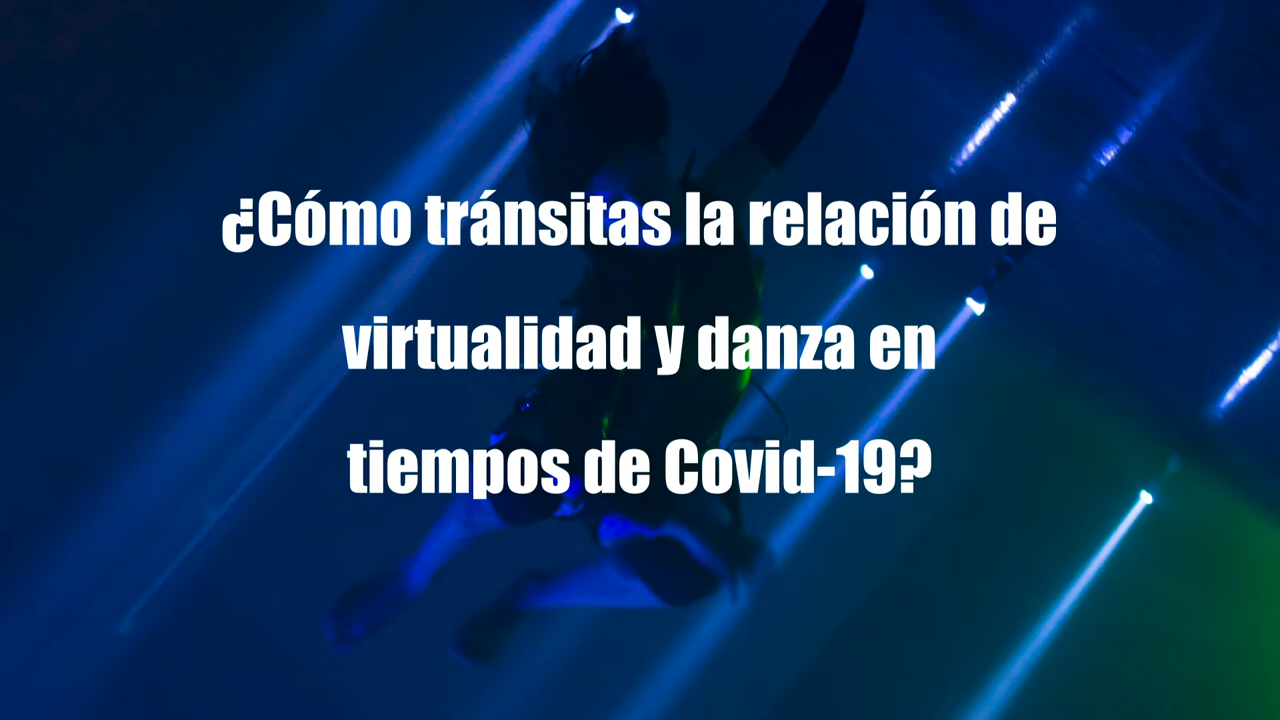 ¿Cómo tránsitas la relación de
virtualidad y danza en
tiempos de Covid-19?